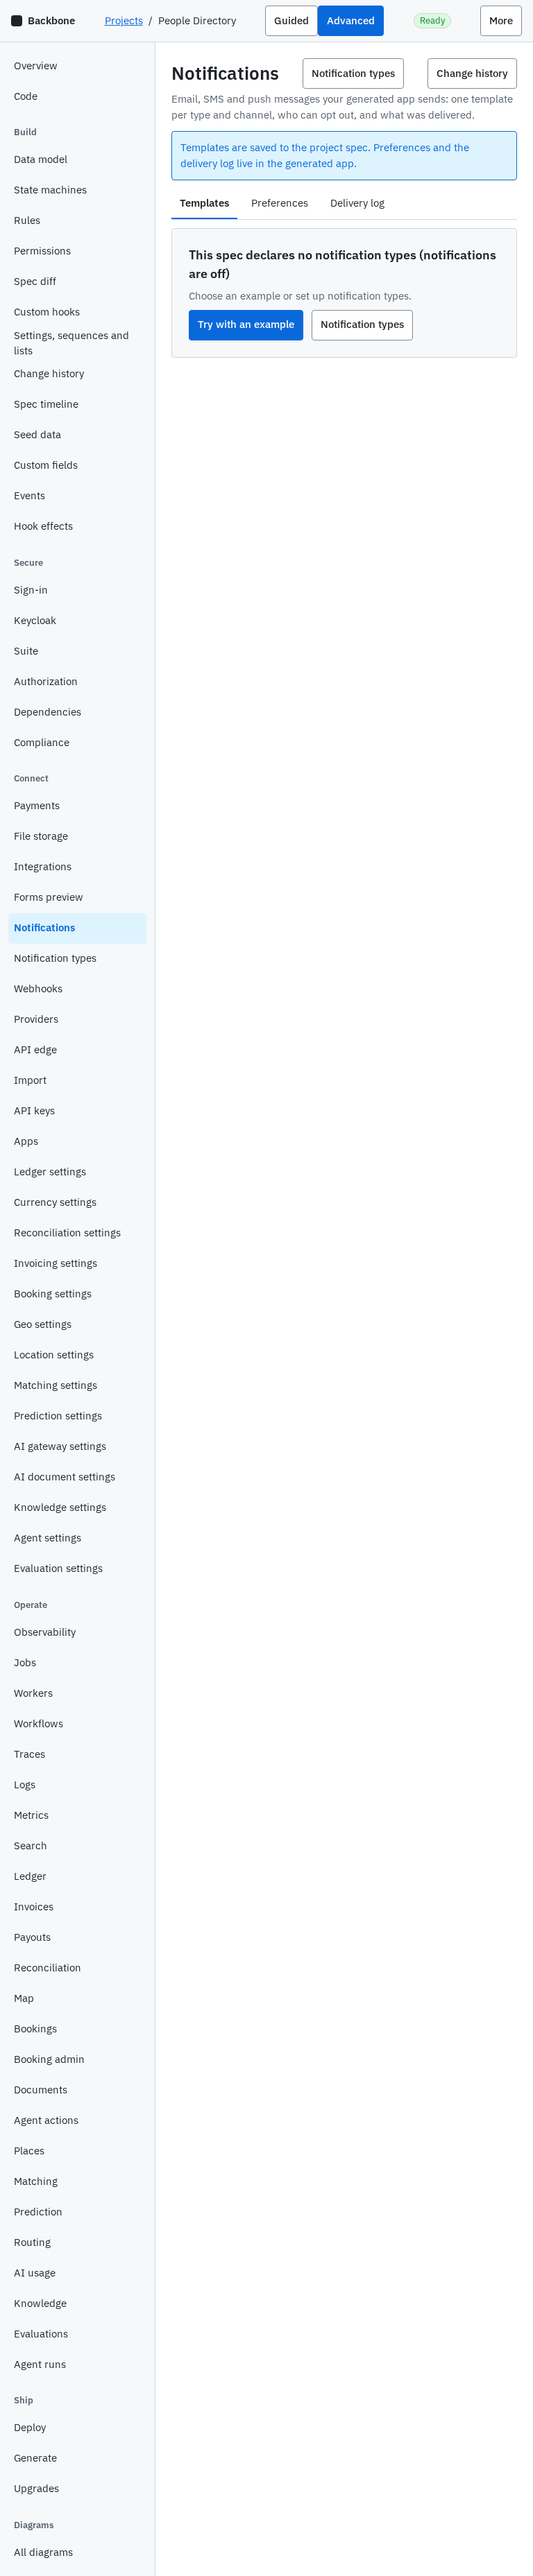 Backbone
Projects / People Directory
Guided
Advanced
Ready
More
Overview
Code
Build
Data model
State machines
Rules
Permissions
Spec diff
Custom hooks
Settings, sequences and
lists
Change history
Spec timeline
Seed data
Custom fields
Events
Hook effects
Secure
Sign-in
Keycloak
Suite
Authorization
Dependencies
Compliance
Connect
Payments
File storage
Integrations
Forms preview
Notifications
Notification types
Webhooks
Providers
API edge
Import
API keys
Apps
Ledger settings
Currency settings
Reconciliation settings
Invoicing settings
Booking settings
Geo settings
Location settings
Matching settings
Prediction settings
AI gateway settings
AI document settings
Knowledge settings
Agent settings
Evaluation settings
Operate
Observability
Jobs
Workers
Workflows
Traces
Logs
Metrics
Search
Ledger
Invoices
Payouts
Reconciliation
Map
Bookings
Booking admin
Documents
Agent actions
Places
Matching
Prediction
Routing
AI usage
Knowledge
Evaluations
Agent runs
Ship
Deploy
Generate
Upgrades
Diagrams
All diagrams
Notifications
Notification types
Change history
Email, SMS and push messages your generated app sends: one template
per type and channel, who can opt out, and what was delivered.
Templates are saved to the project spec. Preferences and the
delivery log live in the generated app.
Templates
Preferences
Delivery log
This spec declares no notification types (notifications
are off)
Choose an example or set up notification types.
Try with an example
Notification types